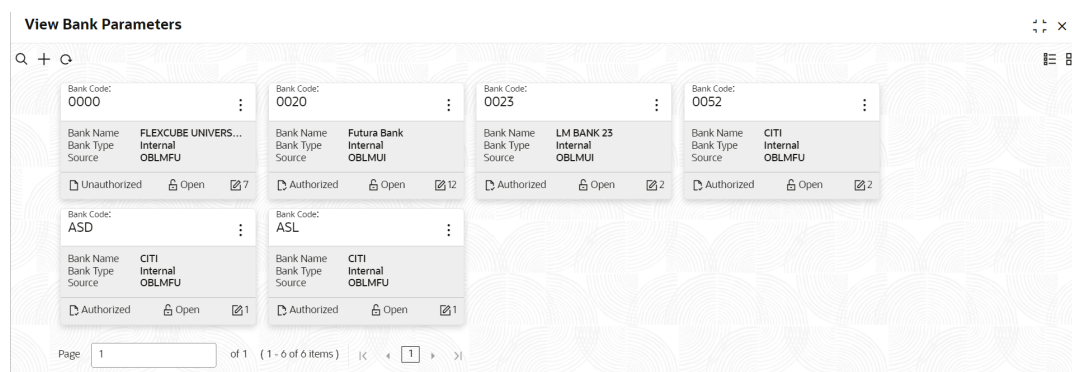 View Bank Parameters
Bank Code: Bank Code: Bank Code: Bank Code:
0000 0020 0023 0052
Bank Name FLEXCUBE UNIVERS... Bank Name Futura Bank Bank Name LM BANK 23 Bank Name CITI
Bank Type Internal Bank Type Internal Bank Type Internal Bank Type Internal
Source OBLMFU Source OBLMUI Source OBLMUI Source OBLMFU
Unauthorized Open 7 Authorized Open 12 Authorized Open 2 Authorized Open 2
Bank Code: Bank Code:
ASD ASL
Bank Name CITI Bank Name CITI
Bank Type Internal Bank Type Internal
Source OBLMFU Source OBLMFU
Authorized Open 1 Authorized Open 1
Page 1 of 1 ( 1 - 6 of 6 items ) 1